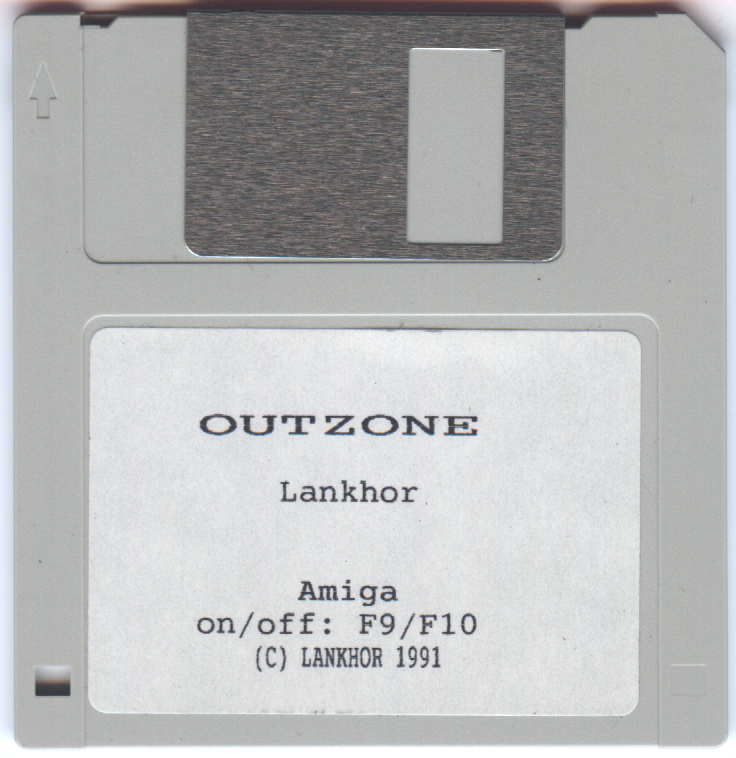 OUTZONE
Lankhor
Amiga
on/off: F9/F10
(C) LANKHOR 1991